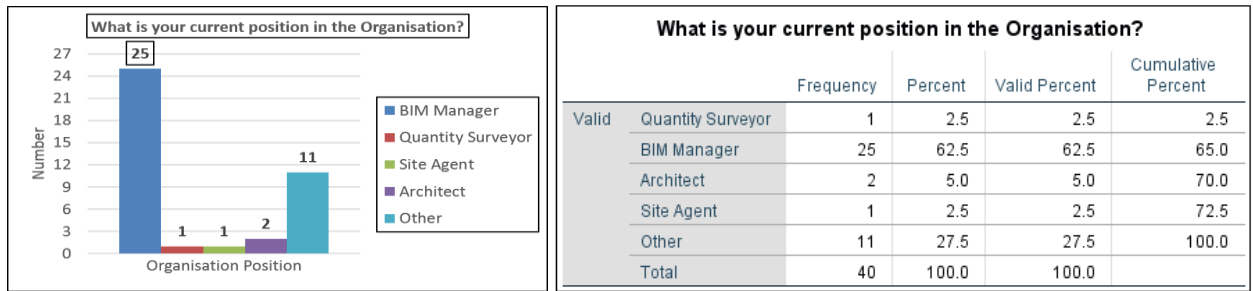 What is your current position in the Organisation?
27
24
21
18
15
12
9
6
3
0
Number
25
1
1
2
11
Organisation Position
BIM Manager
Quantity Surveyor
Site Agent
Architect
Other
What is your current position in the Organisation?
Frequency Percent Valid Percent Cumulative Percent
Valid Quantity Surveyor 1 2.5 2.5 2.5
BIM Manager 25 62.5 62.5 65.0
Architect 2 5.0 5.0 70.0
Site Agent 1 2.5 2.5 72.5
Other 11 27.5 27.5 100.0
Total 40 100.0 100.0